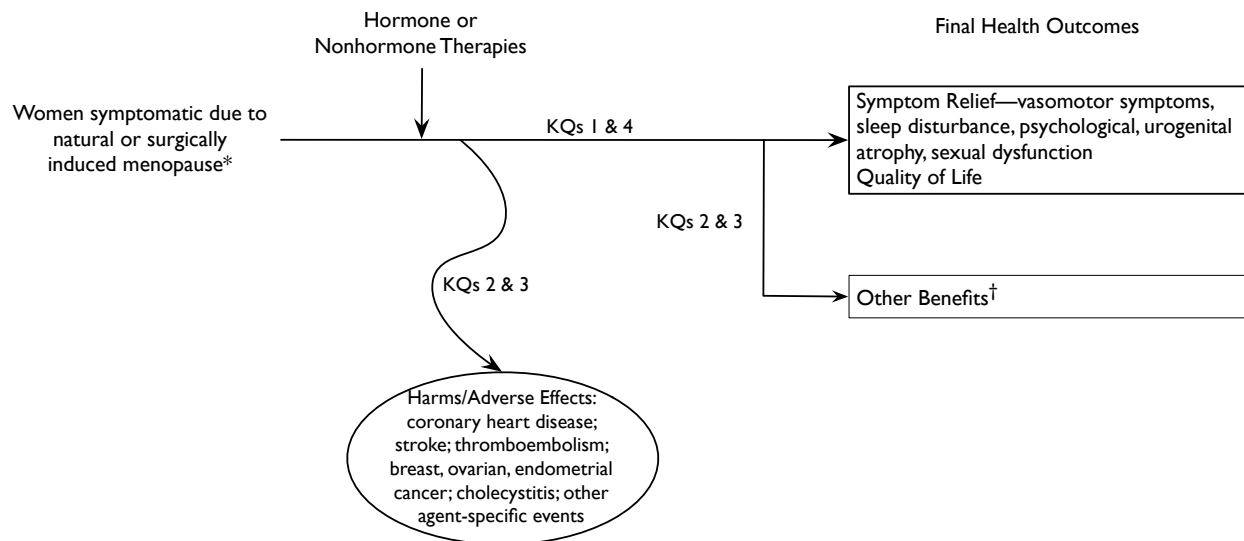 Hormone or
Nonhormone Therapies
Final Health Outcomes
Women symptomatic due to
natural or surgically
induced menopause*
KQs 1 & 4
Symptom Relief—vasomotor symptoms,
sleep disturbance, psychological, urogenital
atrophy, sexual dysfunction
Quality of Life
KQs 2 & 3
KQs 2 & 3
Other Benefits†
Harms/Adverse Effects:
coronary heart disease;
stroke; thromboembolism;
breast, ovarian, endometrial
cancer; cholecystitis; other
agent-specific events